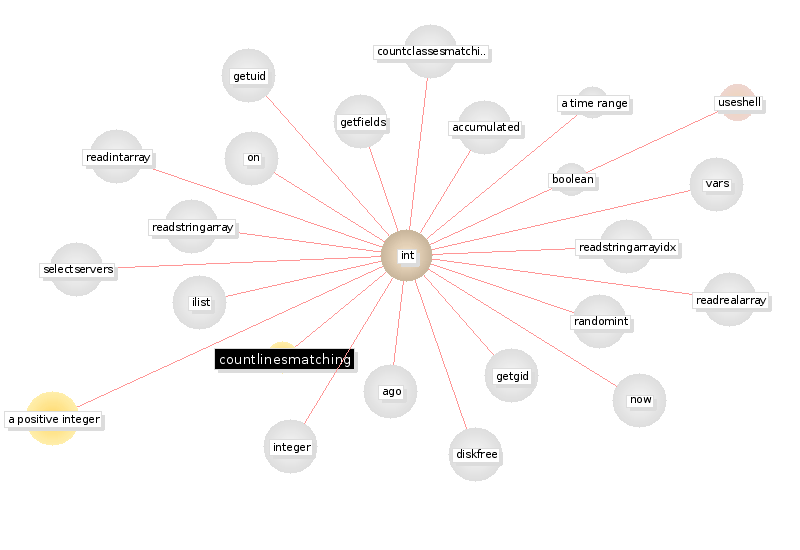 countclassesmatchi..
getuid
a time range
useshell
getfields
accumulated
readintarray
on
boolean
vars
readstringarray
readstringarrayidx
int
selectservers
ilist
readrealarray
randomint
countlinesmatching
getgid
ago
now
a positive integer
integer
diskfree